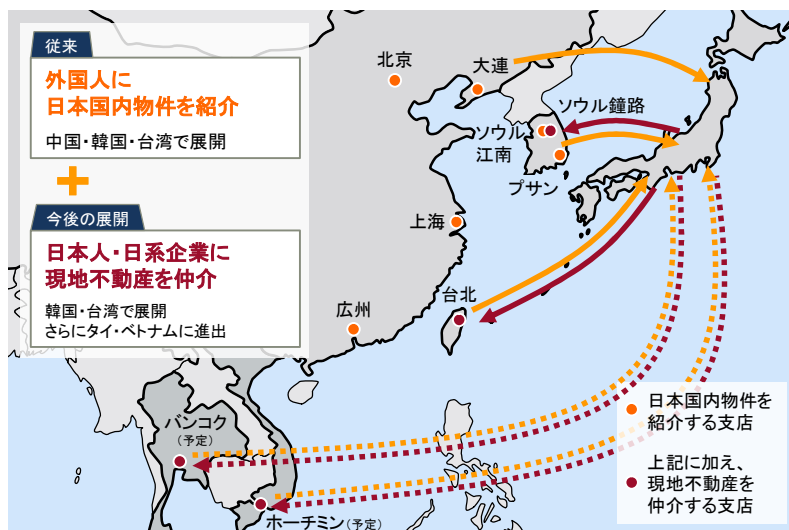 従来
外国人に
日本国内物件を紹介
中国・韓国・台湾で展開
+
今後の展開
日本人・日系企業に
現地不動産を仲介
韓国・台湾で展開
さらにタイ・ベトナムに進出
北京
大連
ソウル鐘路
ソウル
江南
プサン
上海
台北
広州
バンコク
(予定)
ホーチミン(予定)
日本国内物件を
紹介する支店
上記に加え、
現地不動産を
仲介する支店